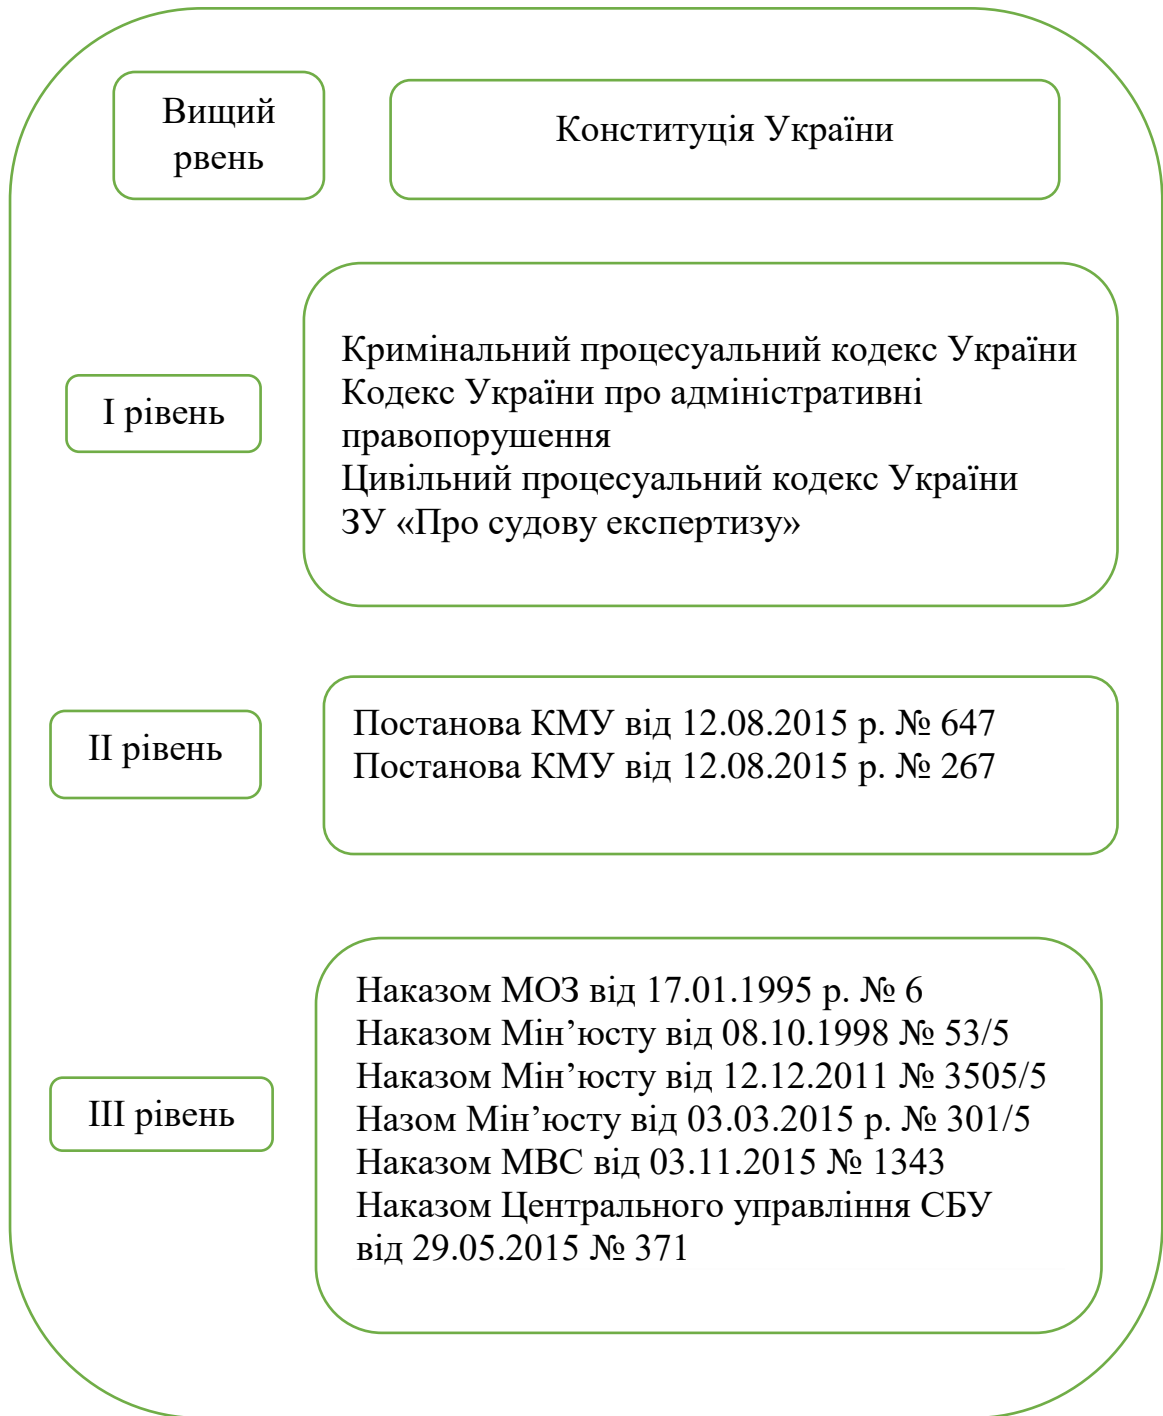 Вищий
рвень
Конституція України
І рівень
Кримінальний процесуальний кодекс України
Кодекс України про адміністративні
правопорушення
Цивільний процесуальний кодекс України
ЗУ «Про судову експертизу»
ІІ рівень
Постанова КМУ від 12.08.2015 р. № 647
Постанова КМУ від 12.08.2015 р. № 267
ІІІ рівень
Наказом МОЗ від 17.01.1995 р. № 6
Наказом Мін’юсту від 08.10.1998 № 53/5
Наказом Мін’юсту від 12.12.2011 № 3505/5
Назом Мін’юсту від 03.03.2015 р. № 301/5
Наказом МВС від 03.11.2015 № 1343
Наказом Центрального управління СБУ
від 29.05.2015 № 371